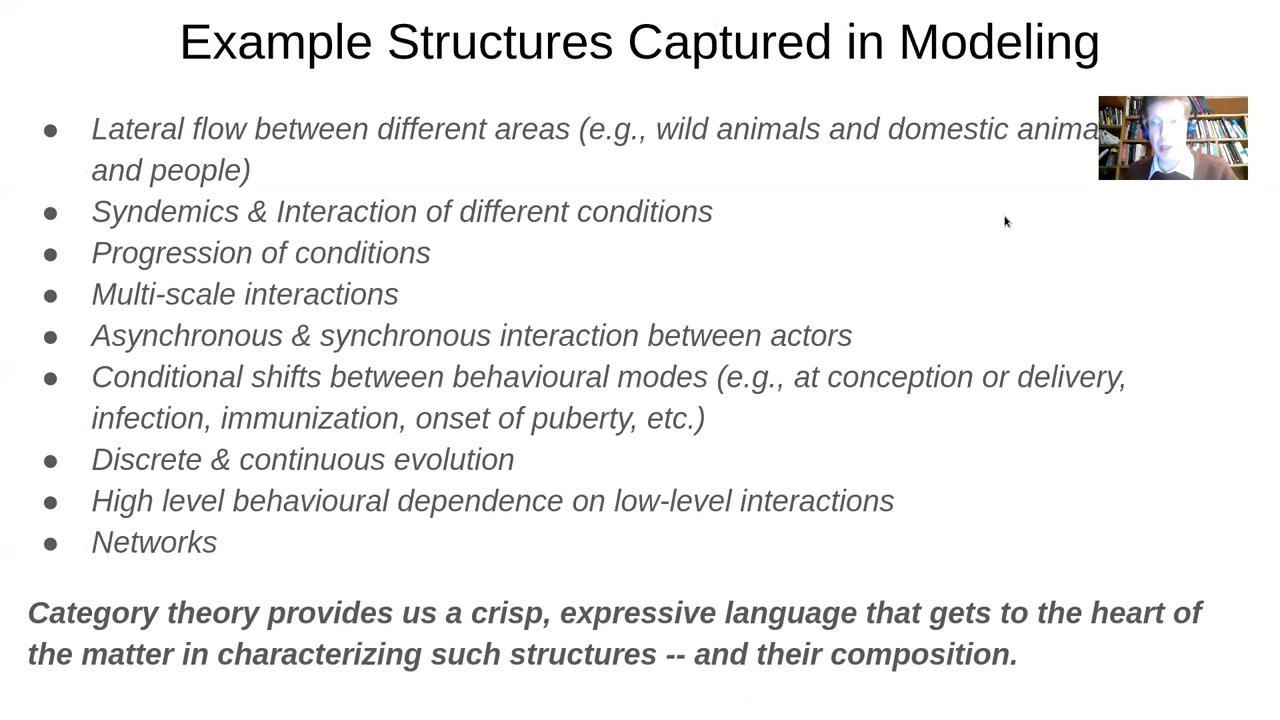 Example Structures Captured in Modeling
● Lateral flow between different areas (e.g., wild animals and domestic
and people)
● Syndemics & Interaction of different conditions
● Progression of conditions
● Multi-scale interactions
● Asynchronous & synchronous interaction between actors
● Conditional shifts between behavioural modes (e.g., at conception or delivery,
infection, immunization, onset of puberty, etc.)
● Discrete & continuous evolution
● High level behavioural dependence on low-level interactions
● Networks
Category theory provides us a crisp, expressive language that gets to the heart of
the matter in characterizing such structures -- and their composition.